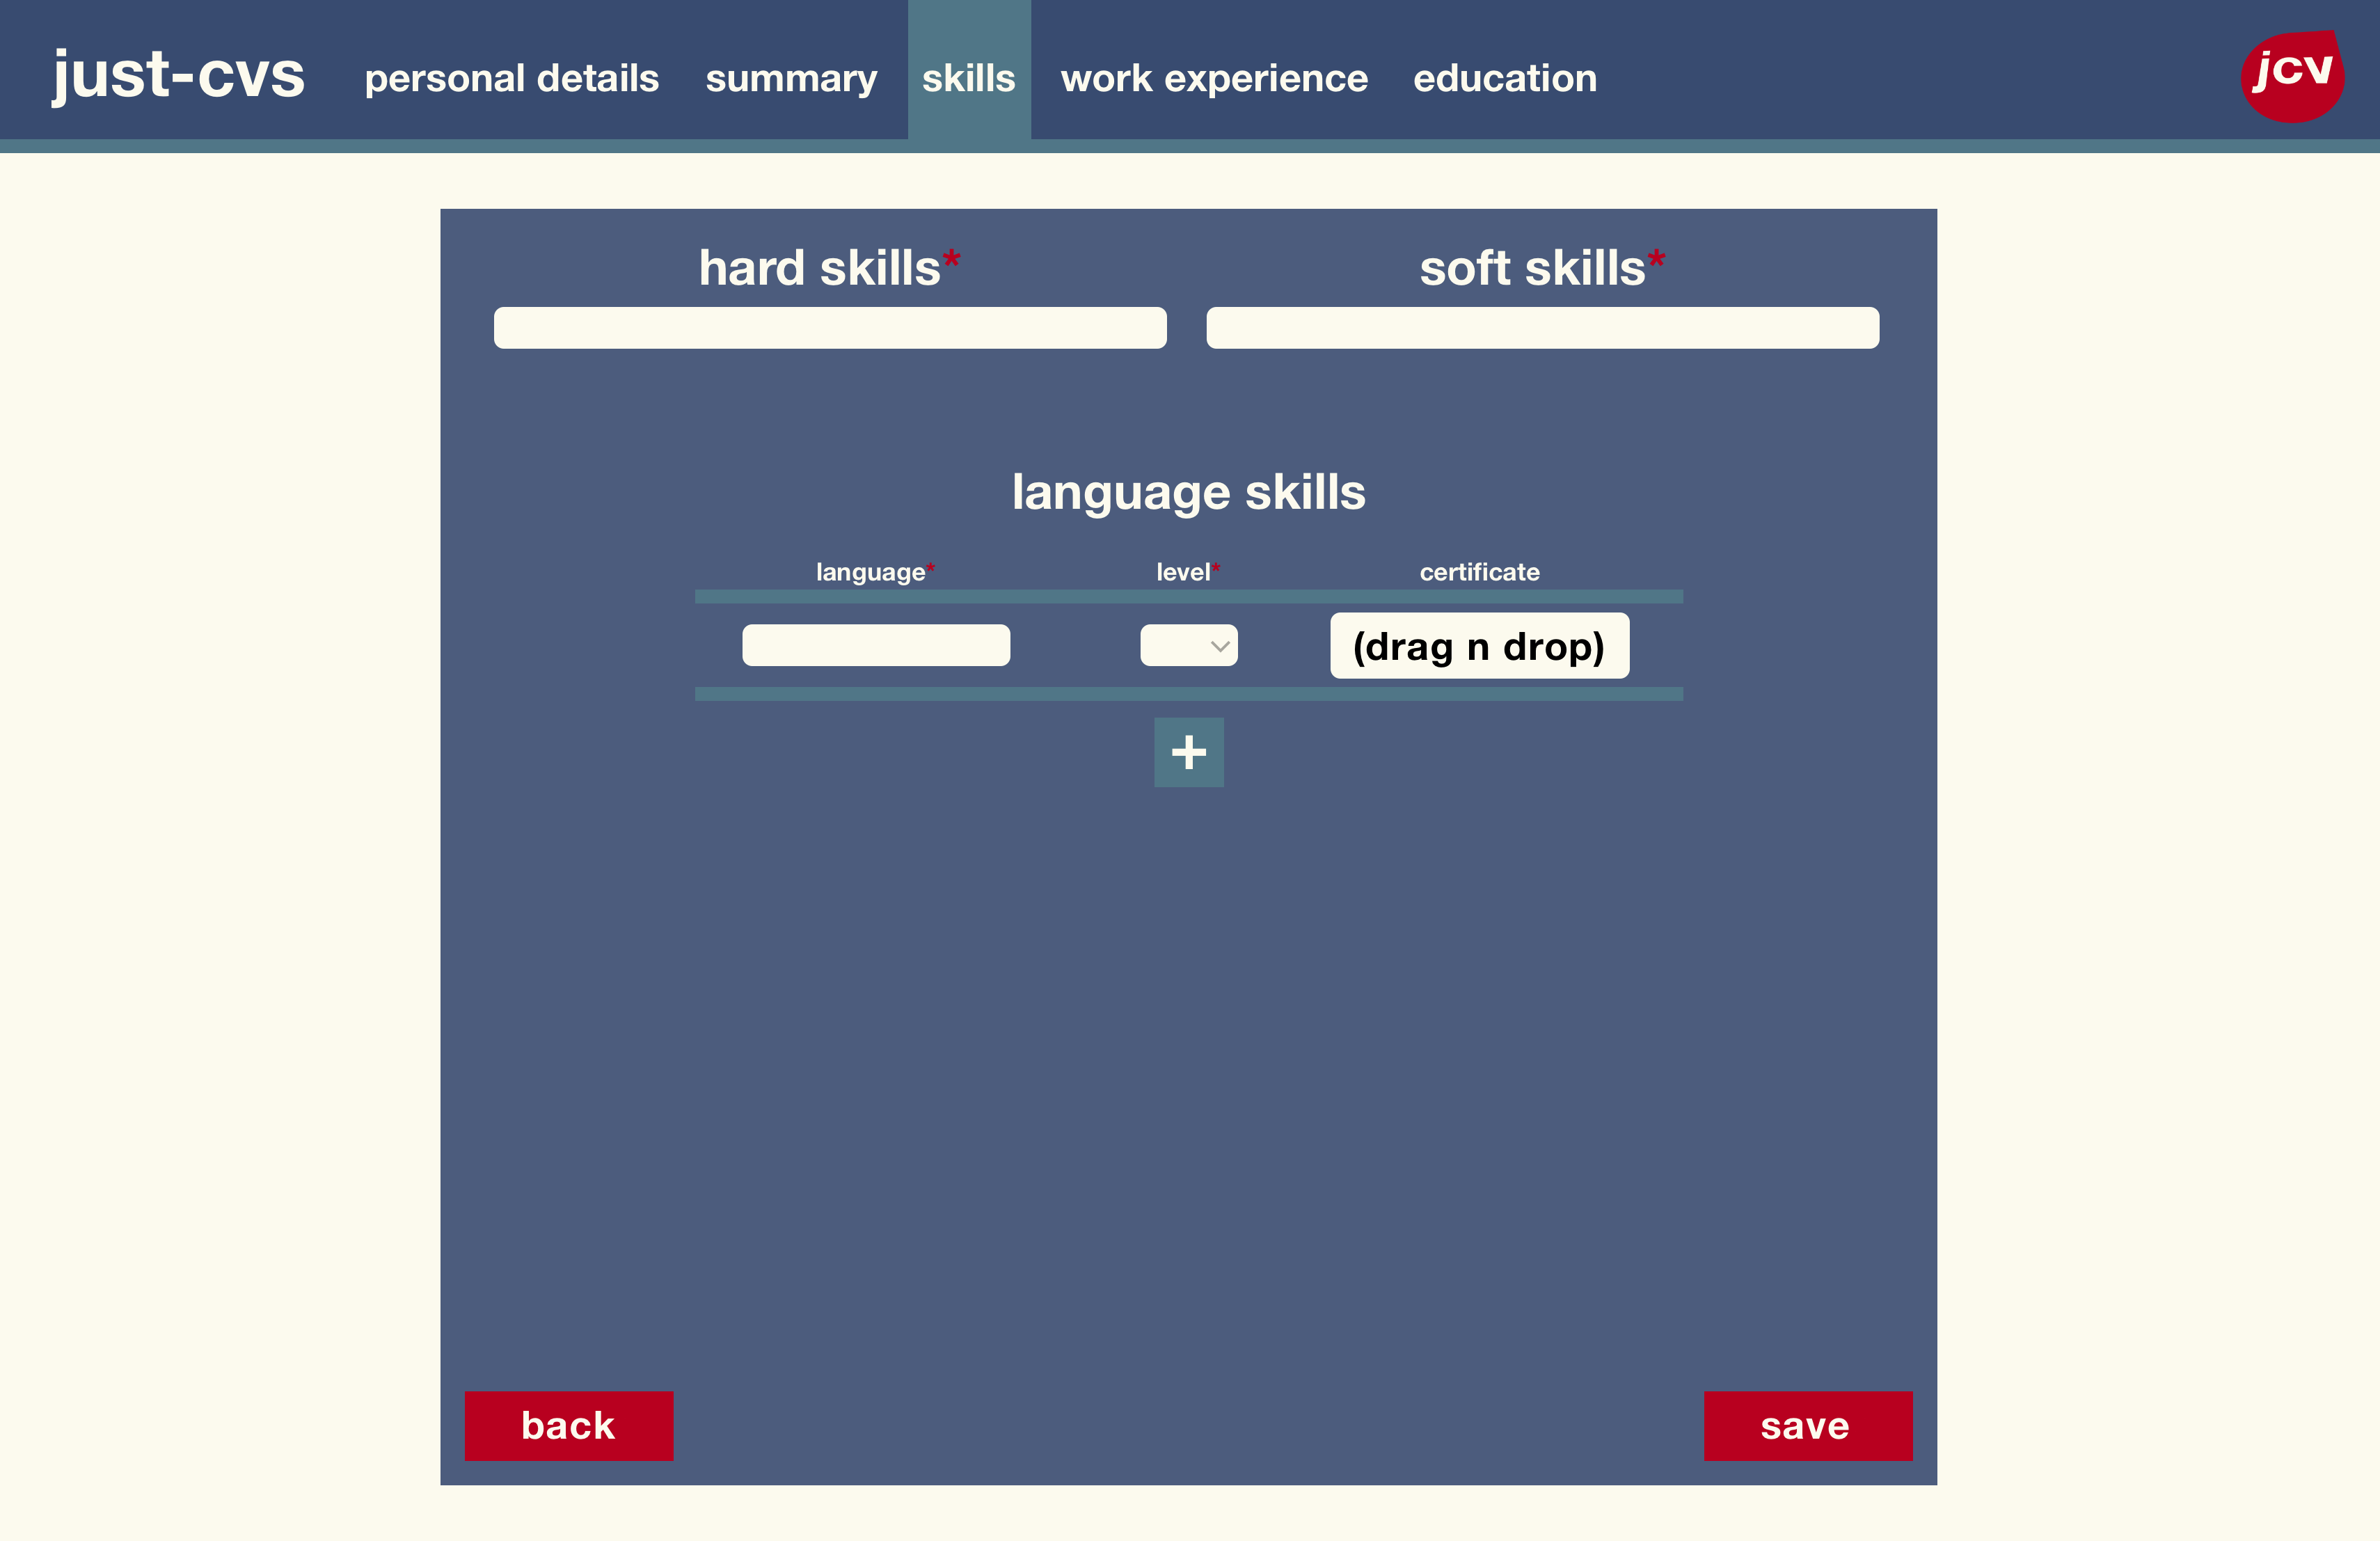 just-cvs personal details summary skills work experience education jcv
hard skills* soft skills*
language skills
language* level* certificate
(drag n drop)
+
back save